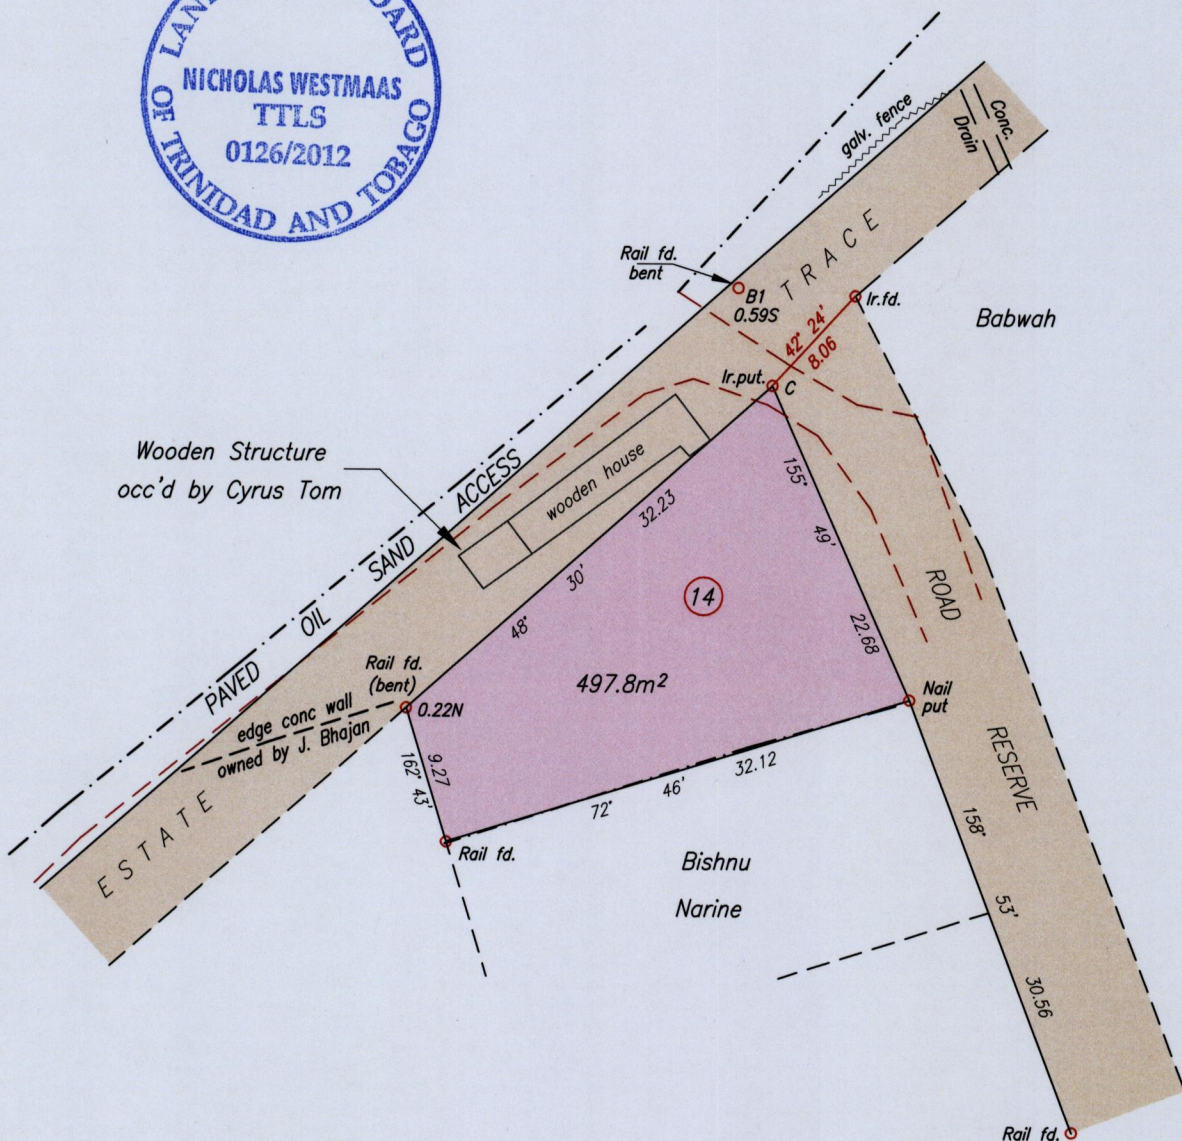 LAN
OARD
NICHOLAS WESTMAAS
TTLS
0126/2012
OF TRINIDAD AND TOBAGO
galv. fence
Conc.
Drain
Rail fd.
bent
B1
0.59S
TRACE
Ir.fd.
Babwah
42° 24'
8.06
Ir.put.
C
Wooden Structure
occ'd by Cyrus Tom
wooden house
PAVED OIL SAND ACCESS
32.23
155°
49'
22.68
48° 30'
14
497.8m²
ROAD
RESERVE
Rail fd.
(bent)
0.22N
edge conc wall
owned by J. Bhajan
Nail
put
9.27
162° 43'
72° 46' 32.12
ESTATE
Rail fd.
Bishnu
Narine
158°
53'
30.56
Rail fd.